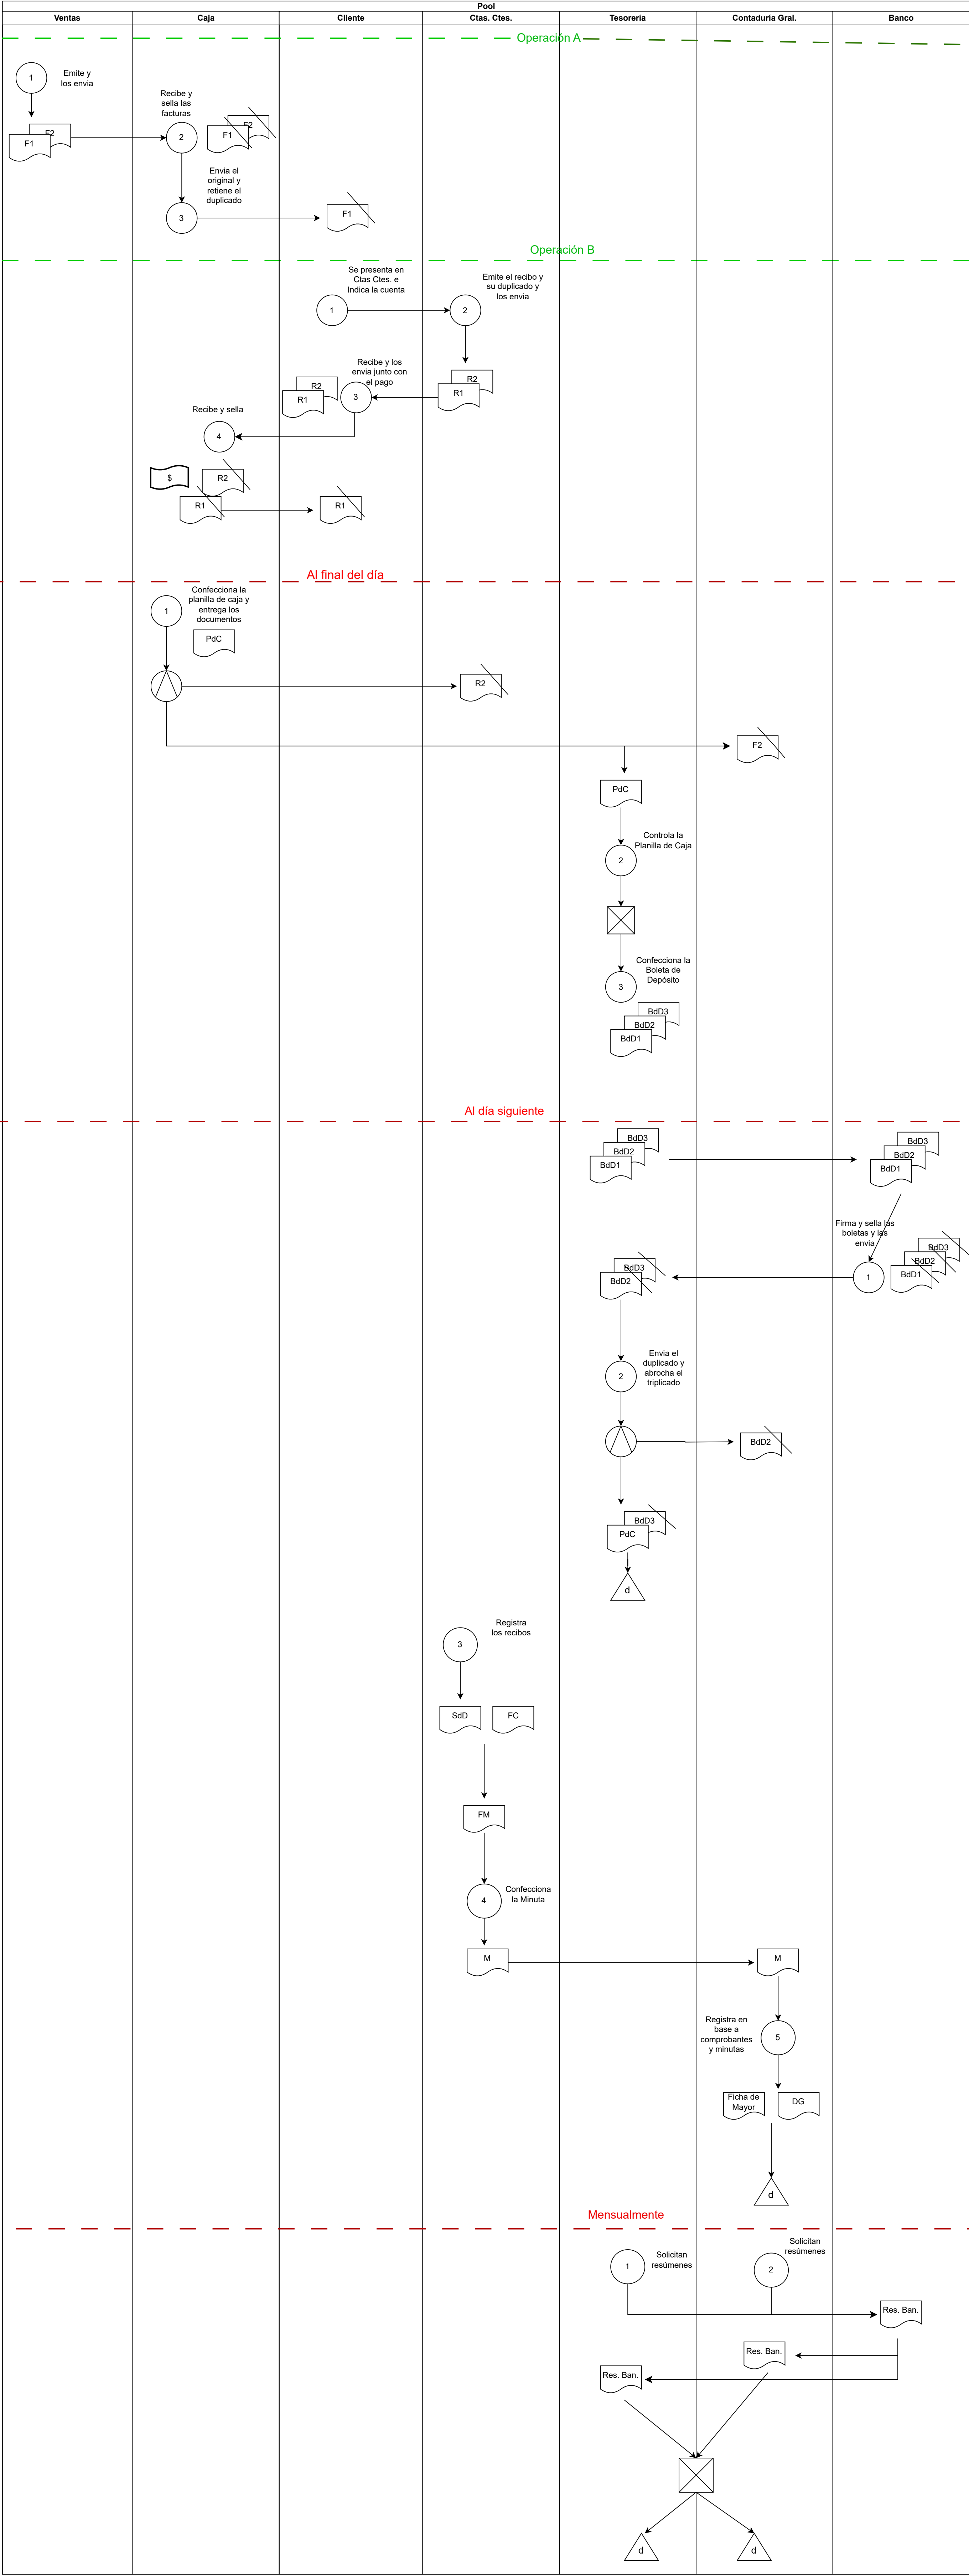 Pool
Ventas
Caja
Cliente
Ctas. Ctes.
Tesorería
Contaduría Gral.
Banco
Operación A
1
Emite y
los envia
F2
F1
Recibe y
sella las
facturas
2
F2
F1
Envia el
original y
retiene el
duplicado
3
F1
Operación B
Se presenta en
Ctas Ctes. e
Indica la cuenta
1
Emite el recibo y
su duplicado y
los envia
2
R2
R1
Recibe y los
envia junto con
el pago
3
R2
R1
Recibe y sella
4
$
R2
R1
R1
Al final del día
1
Confecciona la
planilla de caja y
entrega los
documentos
PdC
R2
F2
PdC
Controla la
Planilla de Caja
2
Confecciona la
Boleta de
Depósito
3
BdD3
BdD2
BdD1
Al día siguiente
BdD3
BdD2
BdD1
BdD3
BdD2
BdD1
Firma y sella las
boletas y las
envia
1
BdD3
BdD2
BdD1
BdD3
BdD2
Envia el
duplicado y
abrocha el
triplicado
2
BdD2
BdD3
PdC
d
Registra
los recibos
3
SdD
FC
FM
4
Confecciona
la Minuta
M
M
Registra en
base a
comprobantes
y minutas
5
Ficha de
Mayor
DG
d
Mensualmente
1
Solicitan
resúmenes
Solicitan
resúmenes
2
Res. Ban.
Res. Ban.
Res. Ban.
d
d